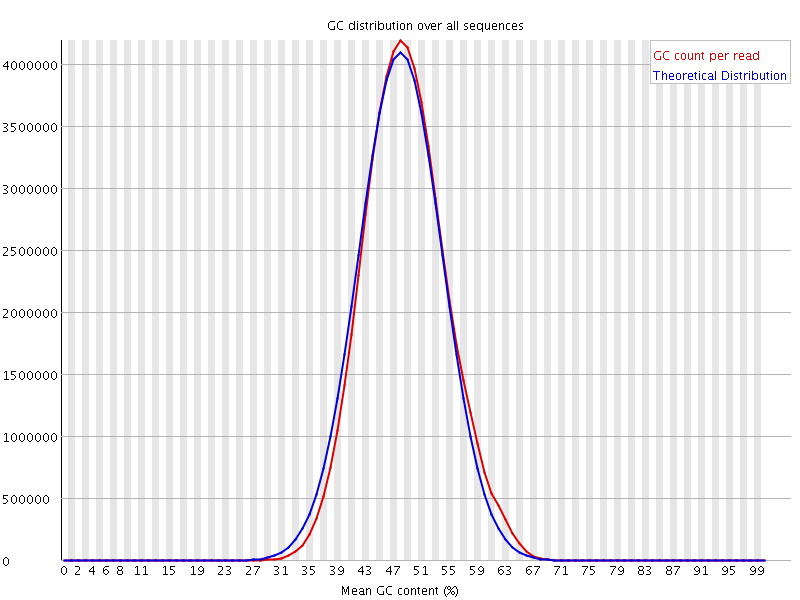 GC distribution over all sequences
GC count per read
Theoretical Distribution
4000000
3500000
3000000
2500000
2000000
1500000
1000000
500000
0
0 2 4 6 8 11 15 19 23 27 31 35 39 43 47 51 55 59 63 67 71 75 79 83 87 91 95 99
Mean GC content (%)